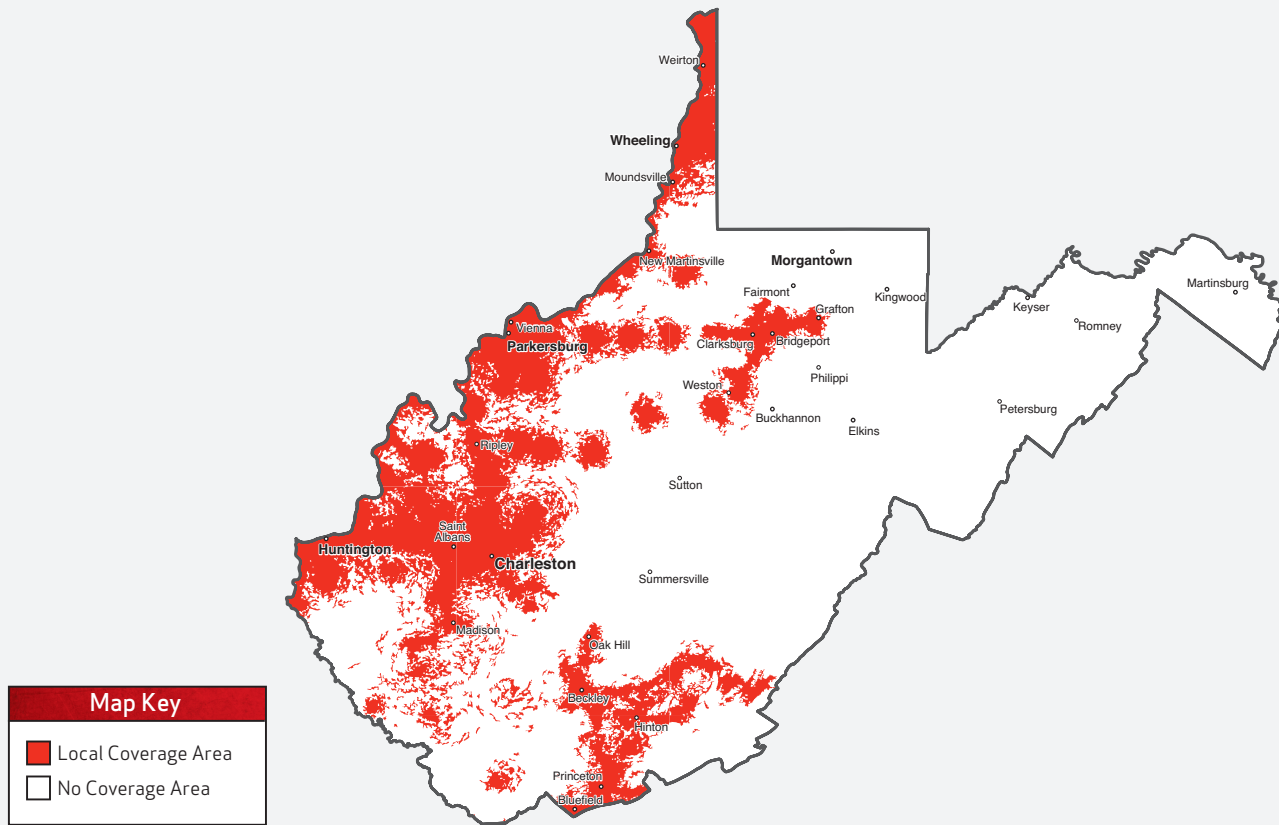 Weirton
Wheeling
Moundsville
New Martinsville
Morgantown
Fairmont
Kingwood
Grafton
Martinsburg
Keyser
Romney
Vienna
Parkersburg
Clarksburg
Bridgeport
Philippi
Weston
Buckhannon
Elkins
Petersburg
Ripley
Sutton
Saint
Albans
Huntington
Charleston
Summersville
Madison
Oak Hill
Beckley
Hinton
Princeton
Bluefield
Map Key
Local Coverage Area
No Coverage Area